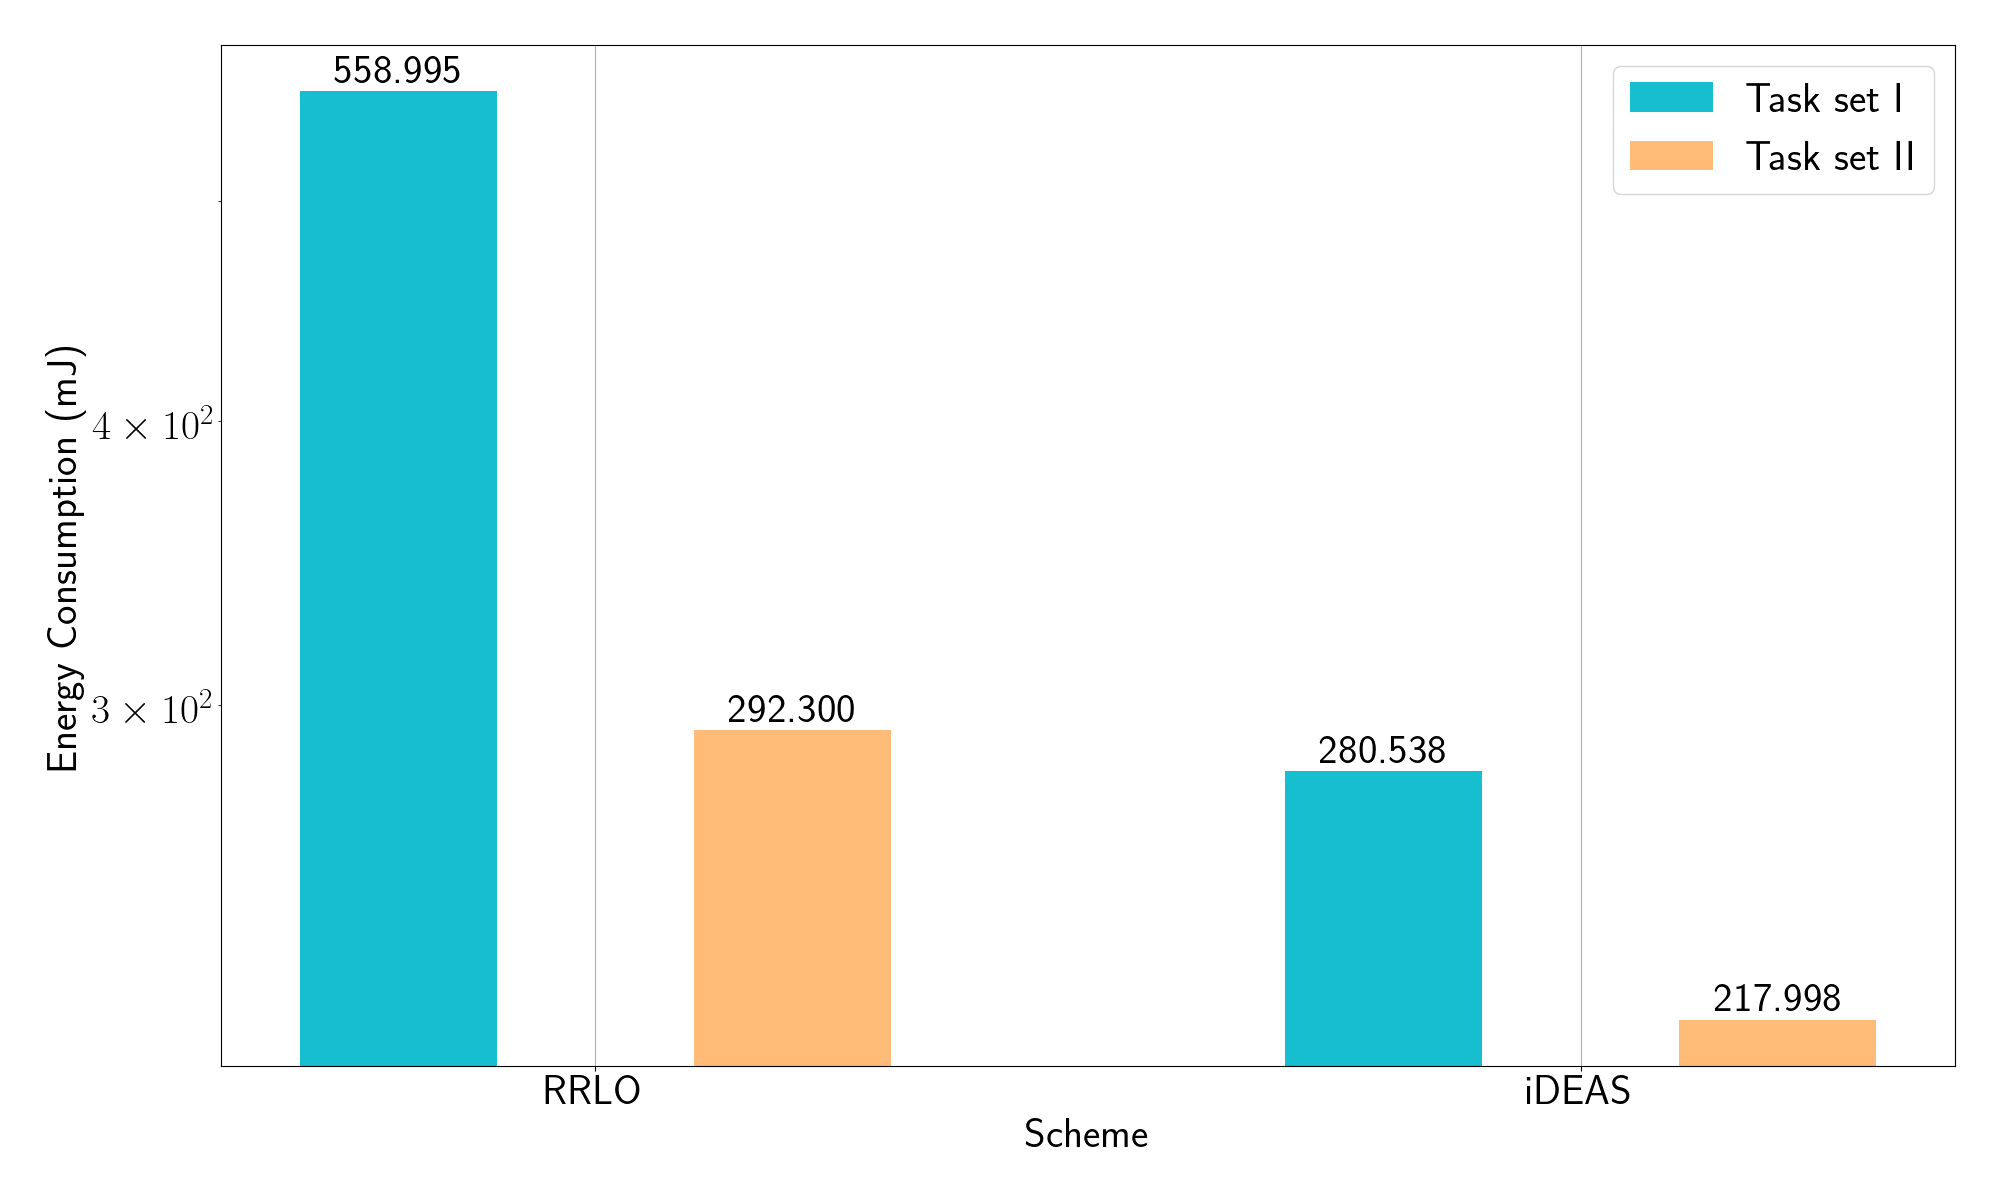 558.995
Task set I
Task set II
4 × 10²
Energy Consumption (mJ)
3 × 10²
292.300
280.538
217.998
RRLO
iDEAS
Scheme